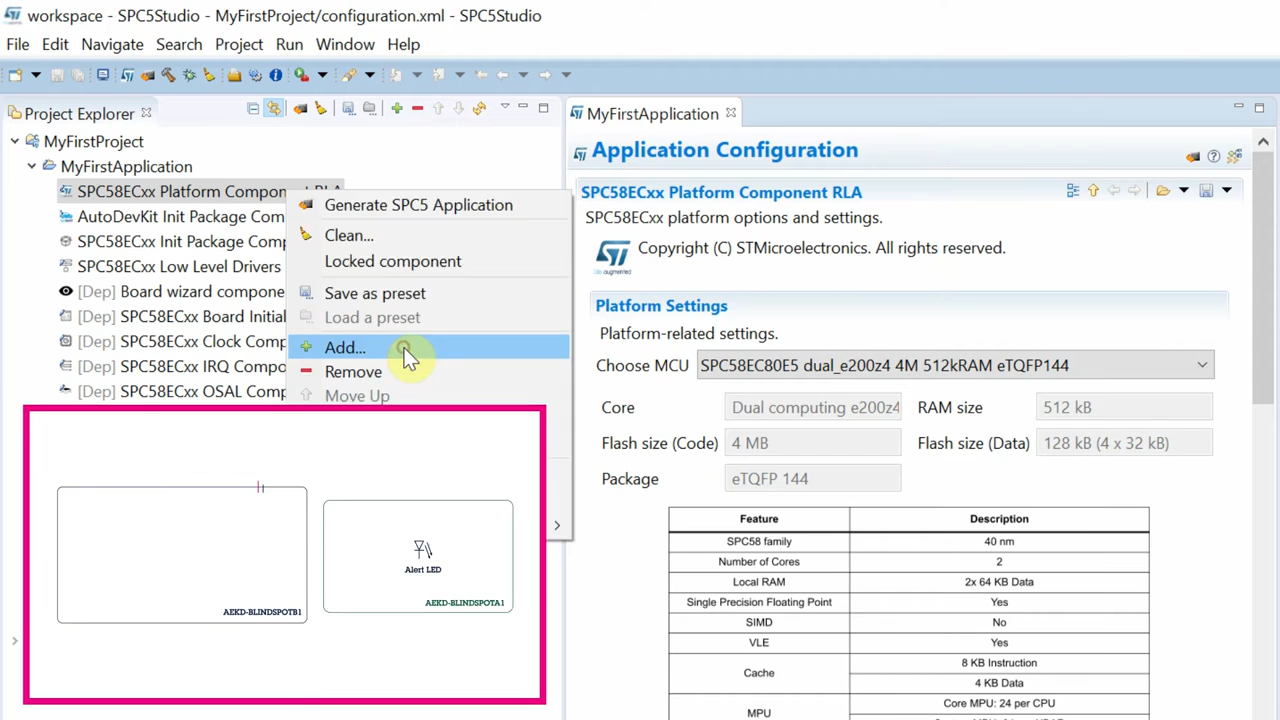 workspace - SPC5Studio - MyFirstProject/configuration.xml - SPC5Studio
File Edit Navigate Search Project Run Window Help
Project Explorer
MyFirstProject
MyFirstApplication
SPC58ECxx Platform Component RLA
AutoDevKit Init Package Com
SPC58ECxx Init Package Comp
SPC58ECxx Low Level Drivers
[Dep] Board wizard compone
[Dep] SPC58ECxx Board Initial
[Dep] SPC58ECxx Clock Comp
[Dep] SPC58ECxx IRQ Compo
[Dep] SPC58ECxx OSAL Comp
Generate SPC5 Application
Clean...
Locked component
Save as preset
Load a preset
Add...
Remove
Move Up
Alert LED
AEKD-BLINDSPOTB1
AEKD-BLINDSPOTA1
MyFirstApplication
Application Configuration
SPC58ECxx Platform Component RLA
SPC58ECxx platform options and settings.
Copyright (C) STMicroelectronics. All rights reserved.
Platform Settings
Platform-related settings.
Choose MCU SPC58EC80E5 dual_e200z4 4M 512kRAM eTQFP144
Core Dual computing e200z4 RAM size 512 kB
Flash size (Code) 4 MB Flash size (Data) 128 kB (4 x 32 kB)
Package eTQFP 144
Feature Description
SPC58 family 40 nm
Number of Cores 2
Local RAM 2x 64 KB Data
Single Precision Floating Point Yes
SIMD No
VLE Yes
Cache 8 KB Instruction
4 KB Data
MPU Core MPU: 24 per CPU